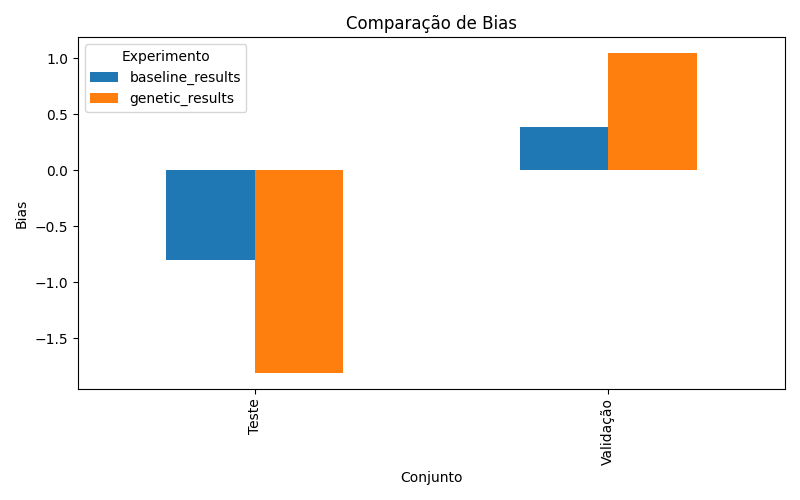 Comparação de Bias
Experimento
baseline_results
genetic_results
1.0
0.5
0.0
−0.5
−1.0
−1.5
Bias
Teste
Validação
Conjunto